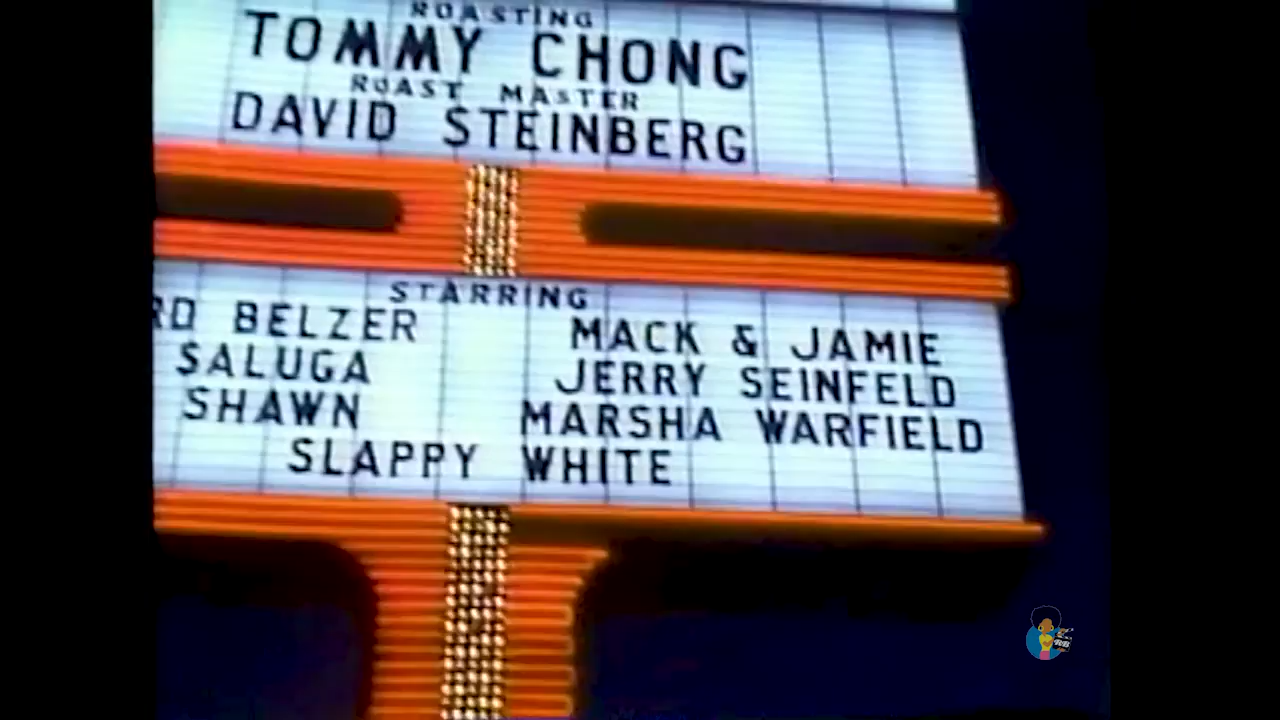 ROASTING
TOMMY CHONG
ROAST MASTER
DAVID STEINBERG
STARRING
RD BELZER MACK & JAMIE
SALUGA JERRY SEINFELD
SHAWN MARSHA WARFIELD
SLAPPY WHITE